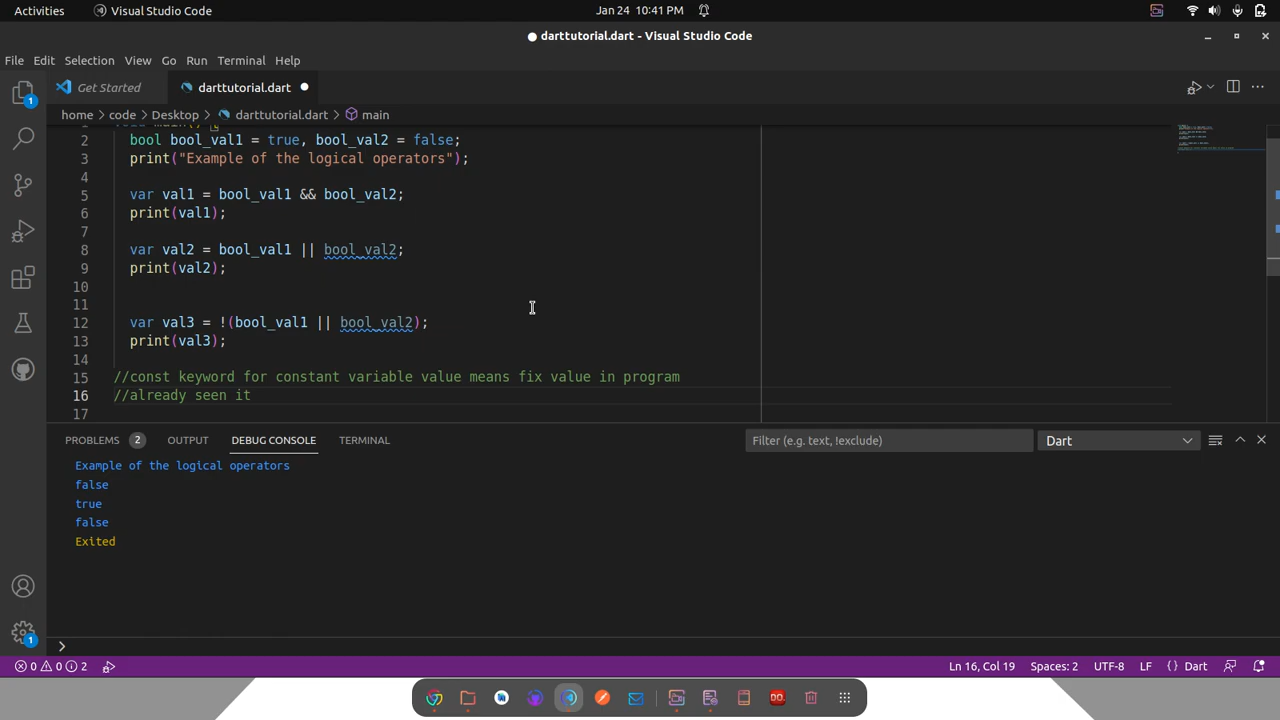 Activities
Visual Studio Code
Jan 24 10:41 PM
● darttutorial.dart - Visual Studio Code
File Edit Selection View Go Run Terminal Help
Get Started
darttutorial.dart
home > code > Desktop > darttutorial.dart > main
2 bool bool_val1 = true, bool_val2 = false;
3 print("Example of the logical operators");
4
5 var val1 = bool_val1 && bool_val2;
6 print(val1);
7
8 var val2 = bool_val1 || bool_val2;
9 print(val2);
10
11
12 var val3 = !(bool_val1 || bool_val2);
13 print(val3);
14
15 //const keyword for constant variable value means fix value in program
16 //already seen it
17
1
PROBLEMS 2 OUTPUT DEBUG CONSOLE TERMINAL
Filter (e.g. text, !exclude)
Dart
Example of the logical operators
false
true
false
Exited
1
0 0 2
Ln 16, Col 19 Spaces: 2 UTF-8 LF { } Dart